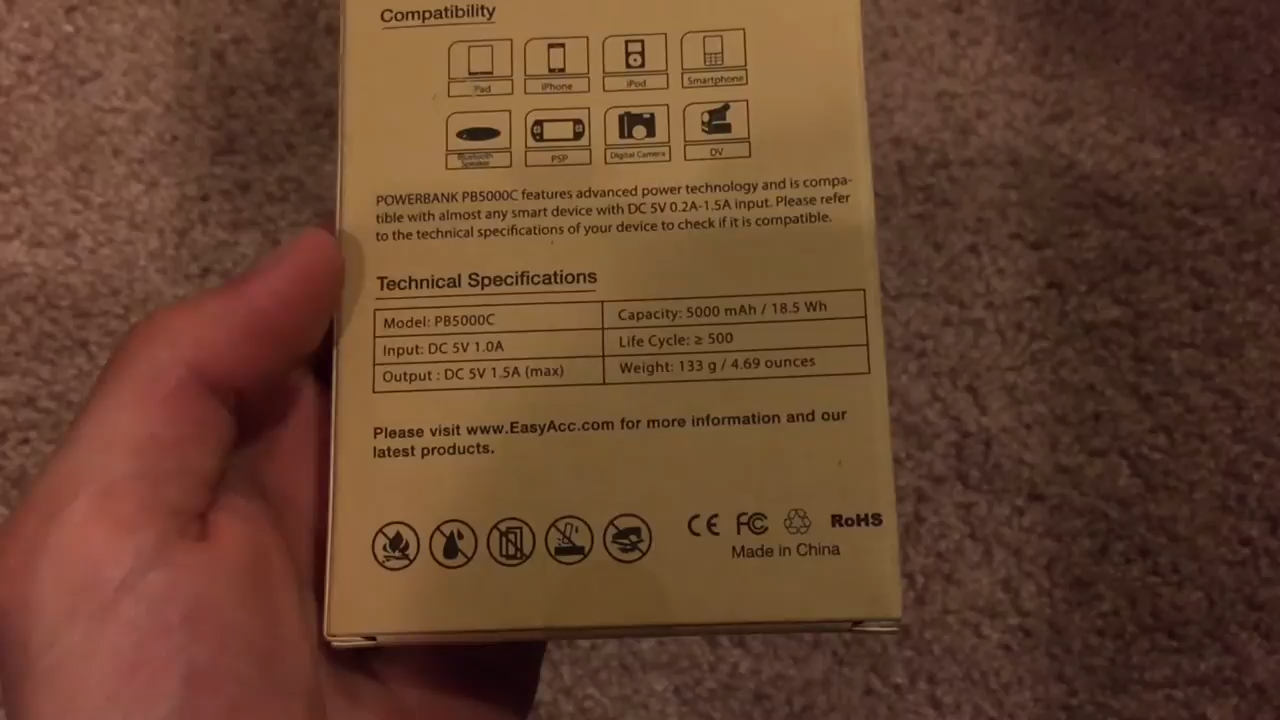 Compatibility
iPad
iPhone
iPod
Smartphone
Bluetooth
Speaker
PSP
Digital Camera
DV
POWERBANK PB5000C features advanced power technology and is compa-
tible with almost any smart device with DC 5V 0.2A-1.5A input. Please refer
to the technical specifications of your device to check if it is compatible.
Technical Specifications
Model: PB5000C
Capacity: 5000 mAh / 18.5 Wh
Input: DC 5V 1.0A
Life Cycle: ≥ 500
Output : DC 5V 1.5A (max)
Weight: 133 g / 4.69 ounces
Please visit www.EasyAcc.com for more information and our
latest products.
CE FC RoHS
Made in China